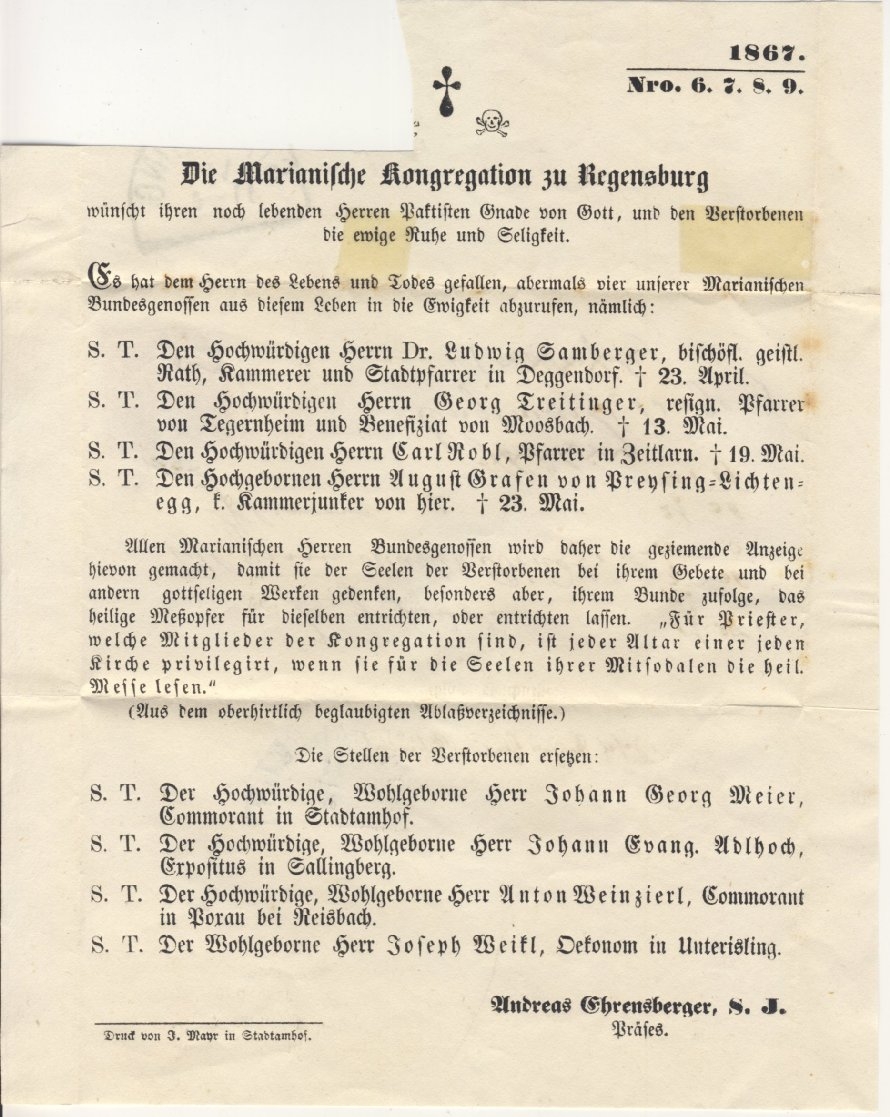 1867.
Nro. 6. 7. 8. 9.
Die Marianische Kongregation zu Regensburg
wünscht ihren noch lebenden Herren Paktisten Gnade von Gott, und den Verstorbenen
die ewige Ruhe und Seligkeit.
Es hat dem Herrn des Lebens und Todes gefallen, abermals vier unserer Marianischen
Bundesgenossen aus diesem Leben in die Ewigkeit abzurufen, nämlich:
S. T. Den Hochwürdigen Herrn Dr. Ludwig Samberger, bischöfl. geistl.
Rath, Kammerer und Stadtpfarrer in Deggendorf. † 23. April.
S. T. Den Hochwürdigen Herrn Georg Treitinger, resign. Pfarrer
von Tegernheim und Benefiziat von Moosbach. † 13. Mai.
S. T. Den Hochwürdigen Herrn Carl Robl, Pfarrer in Zeitlarn. † 19. Mai.
S. T. Den Hochgebornen Herrn August Grafen von Preysing-Lichten-
egg, k. Kammerjunker von hier. † 23. Mai.
Allen Marianischen Herren Bundesgenossen wird daher die geziemende Anzeige
hievon gemacht, damit sie der Seelen der Verstorbenen bei ihrem Gebete und bei
andern gottseligen Werken gedenken, besonders aber, ihrem Bunde zufolge, das
heilige Meßopfer für dieselben entrichten, oder entrichten lassen. „Für Priester,
welche Mitglieder der Kongregation sind, ist jeder Altar einer jeden
Kirche privilegirt, wenn sie für die Seelen ihrer Mitsodalen die heil.
Messe lesen.“
(Aus dem oberhirtlich beglaubigten Ablaßverzeichnisse.)
Die Stellen der Verstorbenen ersetzen:
S. T. Der Hochwürdige, Wohlgeborne Herr Johann Georg Meier,
Commorant in Stadtamhof.
S. T. Der Hochwürdige, Wohlgeborne Herr Johann Evang. Adlhoch,
Expositus in Sallingberg.
S. T. Der Hochwürdige, Wohlgeborne Herr Anton Weinzierl, Commorant
in Poxau bei Reisbach.
S. T. Der Wohlgeborne Herr Joseph Weikl, Oekonom in Unterisling.
Andreas Ehrensberger, S. J.
Präses.
Druck von J. Mayr in Stadtamhof.